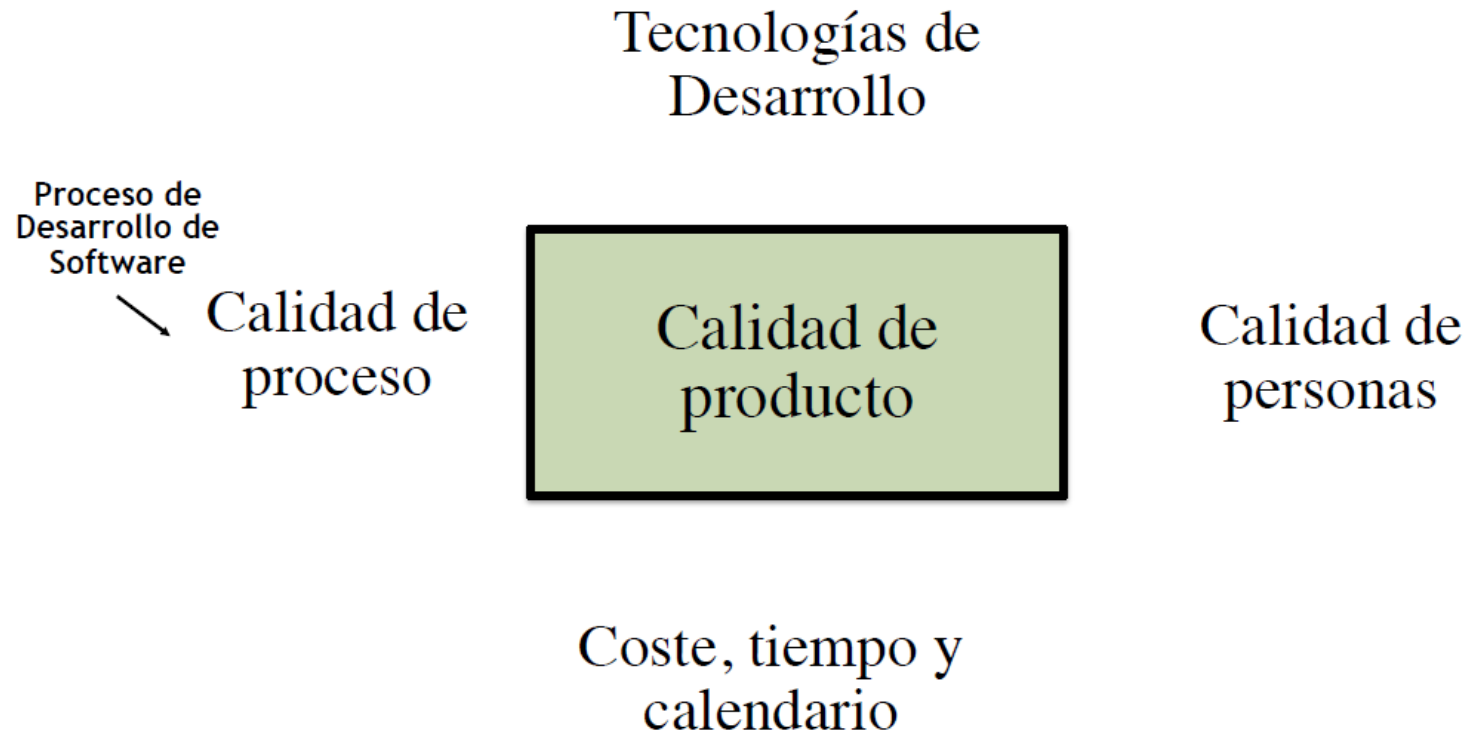 Tecnologías de
Desarrollo
Proceso de
Desarrollo de
Software
Calidad de
proceso
Calidad de
producto
Calidad de
personas
Coste, tiempo y
calendario